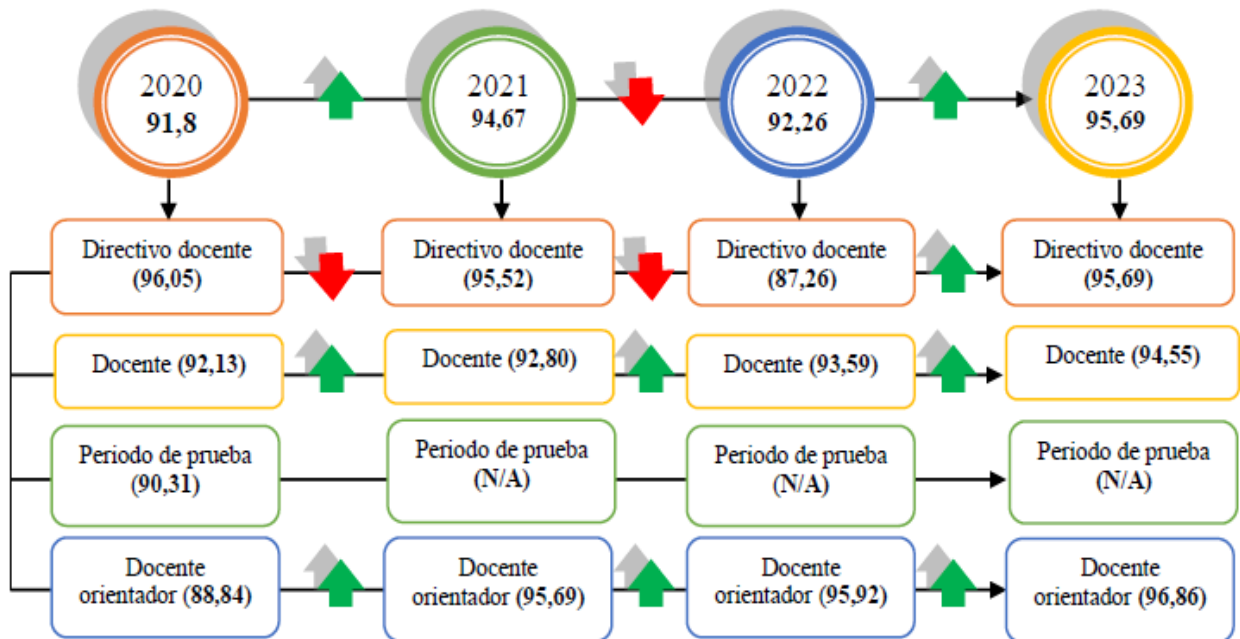 2020
91,8
2021
94,67
2022
92,26
2023
95,69
Directivo docente
(96,05)
Directivo docente
(95,52)
Directivo docente
(87,26)
Directivo docente
(95,69)
Docente (92,13)
Docente (92,80)
Docente (93,59)
Docente (94,55)
Periodo de prueba
(90,31)
Periodo de prueba
(N/A)
Periodo de prueba
(N/A)
Periodo de prueba
(N/A)
Docente
orientador (88,84)
Docente
orientador (95,69)
Docente
orientador (95,92)
Docente
orientador (96,86)